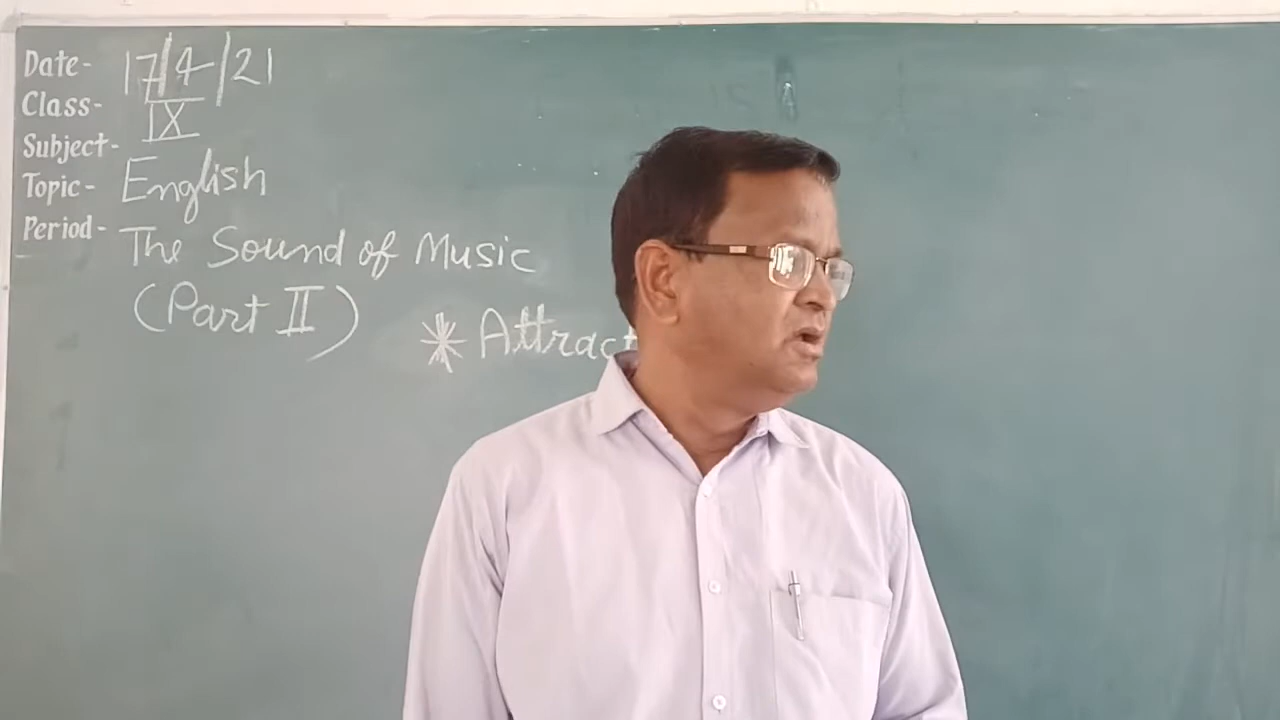 Date- 17/4/21
Class- IX
Subject-
Topic- English
Period- The Sound of Music
(Part II)
* Attract